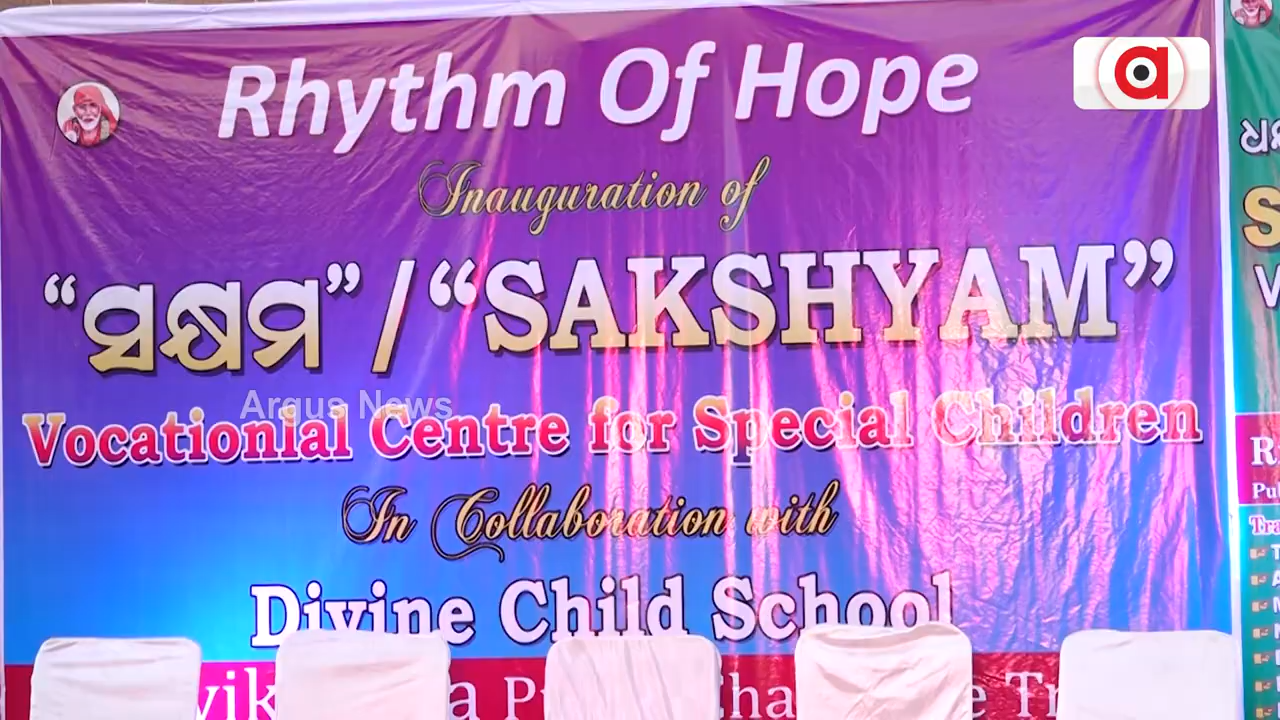 Rhythm Of Hope
Inauguration of
“ସକ୍ଷମ” / “SAKSHYAM”
Vocationlal Centre for Special Children
Argus News
In Collaboration with
Divine Child School
a